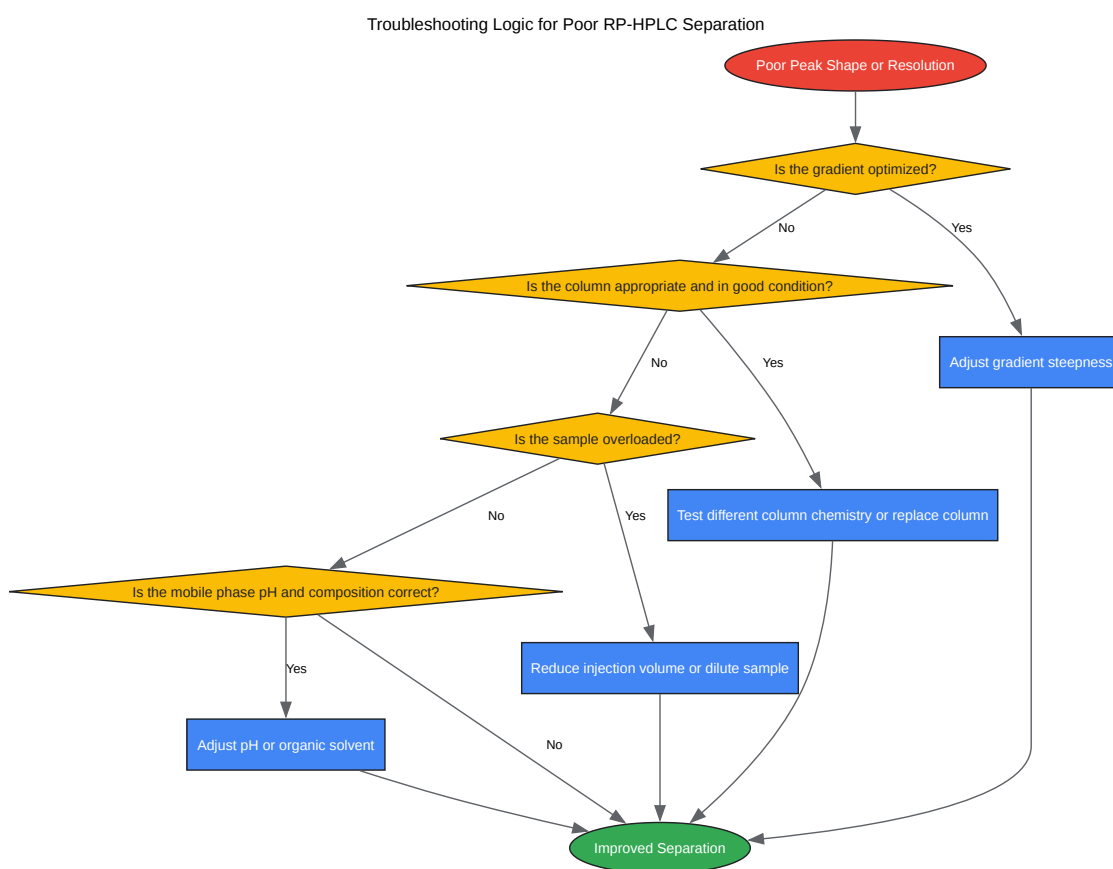 Troubleshooting Logic for Poor RP-HPLC Separation
Poor Peak Shape or Resolution
Is the gradient optimized?
No
Yes
Is the column appropriate and in good condition?
No
Yes
Adjust gradient steepness
Is the sample overloaded?
No
Yes
Test different column chemistry or replace column
Is the mobile phase pH and composition correct?
Yes
No
Reduce injection volume or dilute sample
Adjust pH or organic solvent
Improved Separation